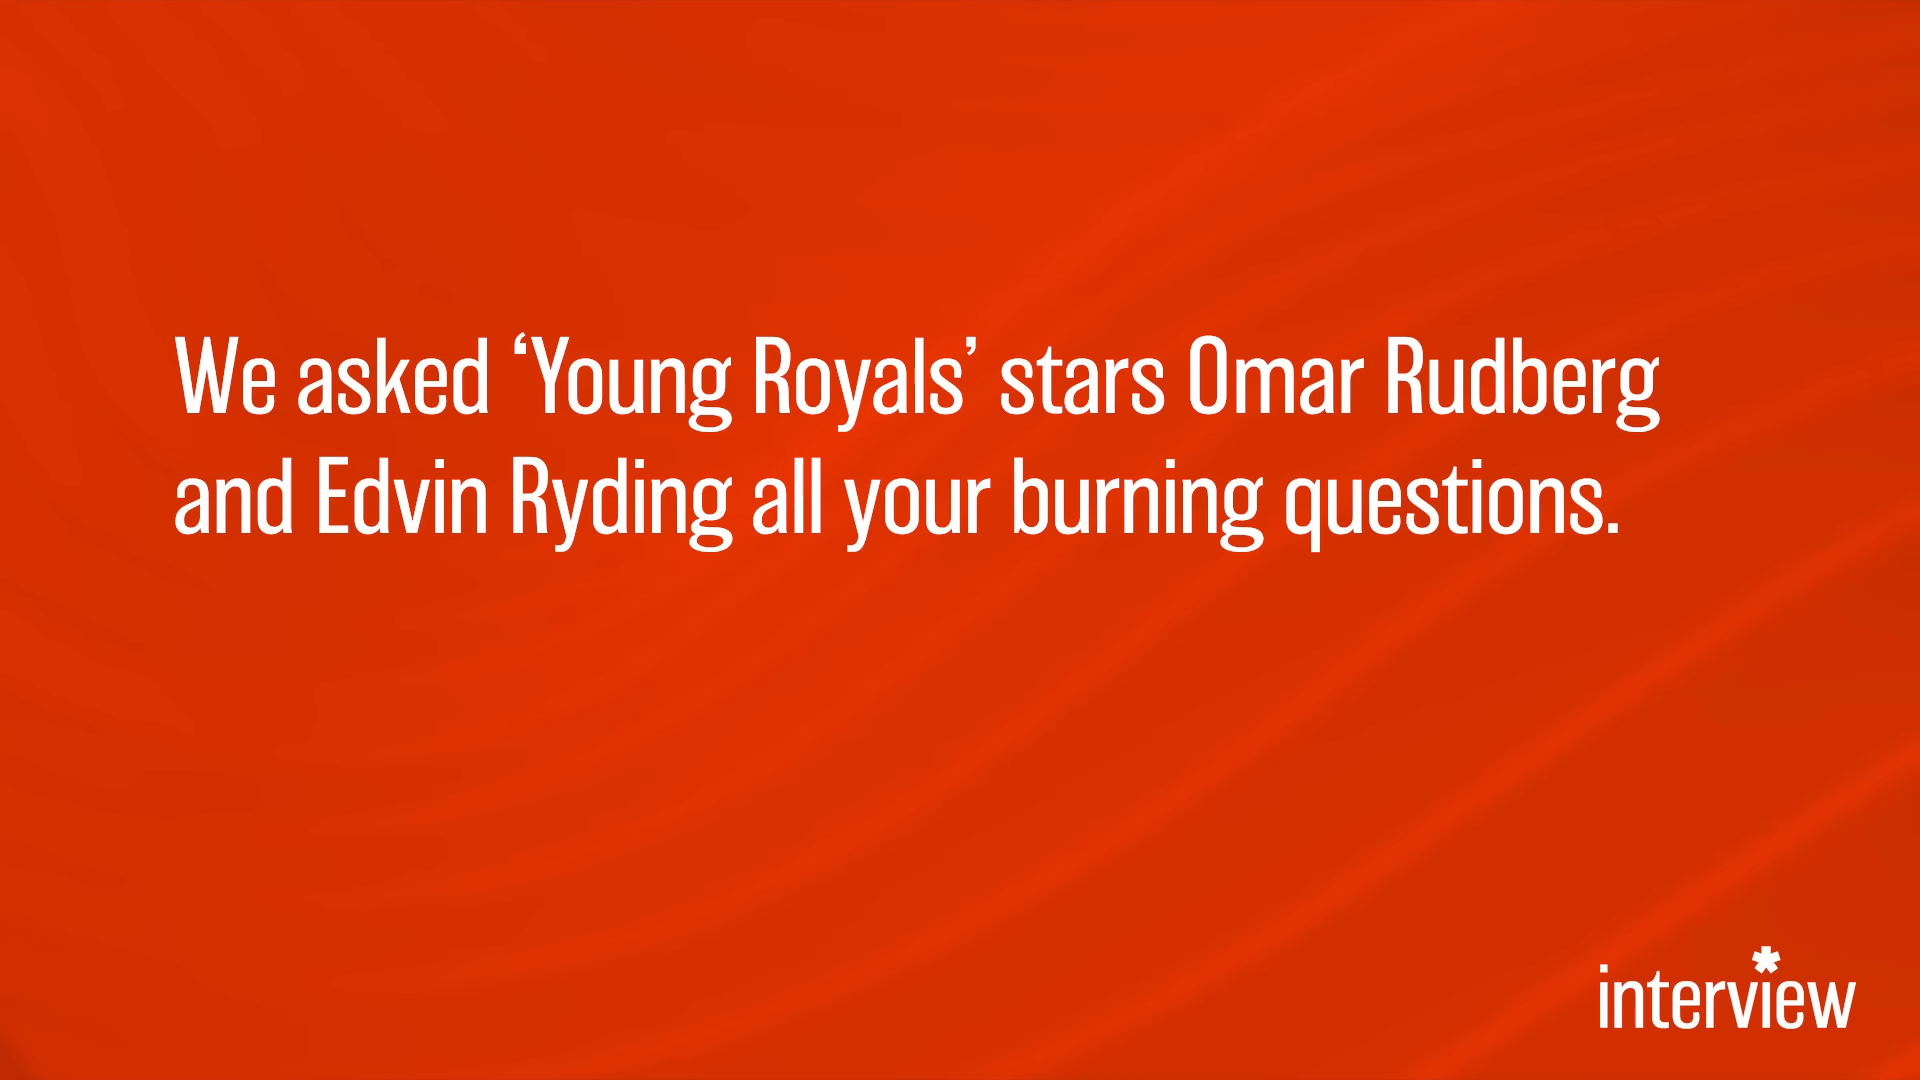 We asked ‘Young Royals’ stars Omar Rudberg
and Edvin Ryding all your burning questions.
interview